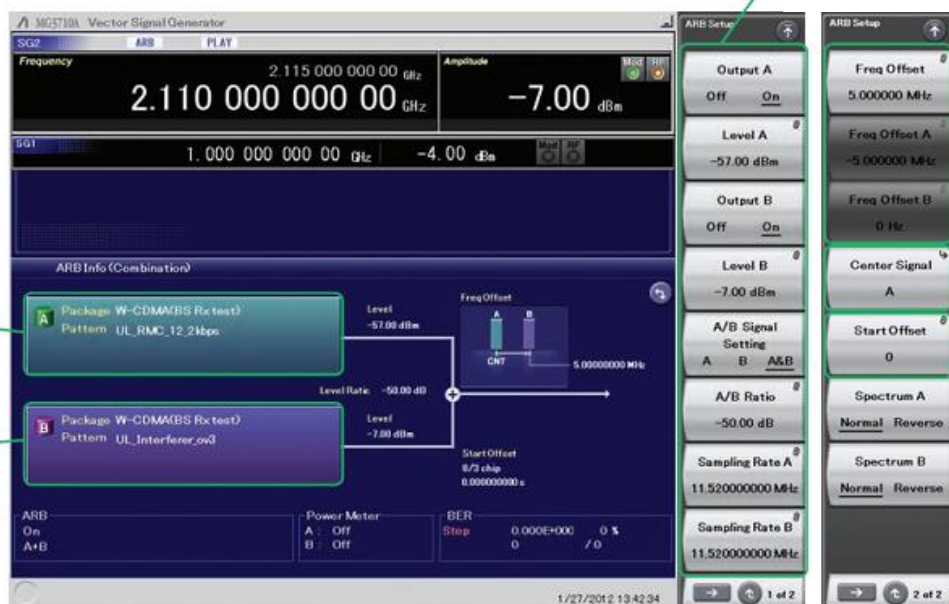 MG3710A Vector Signal Generator
SG2 ARB PLAY
Frequency
2.115 000 000 00 GHz
2.110 000 000 00 GHz
Amplitude
Mod RF
-7.00 dBm
SG1
1. 000 000 000 00 GHz
-4. 00 dBm
Mod RF
ARB Info (Combination)
A
Package W-CDMA(BS Rx test)
Pattern UL_RMC_12_2kbps
Level
-57.00 dBm
Level Ratio -50.00 dB
B
Package W-CDMA(BS Rx test)
Pattern UL_Interferer_ov3
Level
-7.00 dBm
Freq Offset
A B
CNT
5.00000000 MHz
Start Offset
0/3 chip
0.000000000 s
ARB
On
A+B
Power Meter
A : Off
B : Off
BER
Stop 0.000E+000 0 %
0 / 0
1/27/2012 13:42:34
ARB Setup
Output A
Off On
Level A
-57.00 dBm
Output B
Off On
Level B
-7.00 dBm
A/B Signal
Setting
A B A&B
A/B Ratio
-50.00 dB
Sampling Rate A
11.520000000 MHz
Sampling Rate B
11.520000000 MHz
1 of 2
ARB Setup
Freq Offset
5.000000 MHz
Freq Offset A
-5.000000 MHz
Freq Offset B
0 Hz
Center Signal
A
Start Offset
0
Spectrum A
Normal Reverse
Spectrum B
Normal Reverse
2 of 2